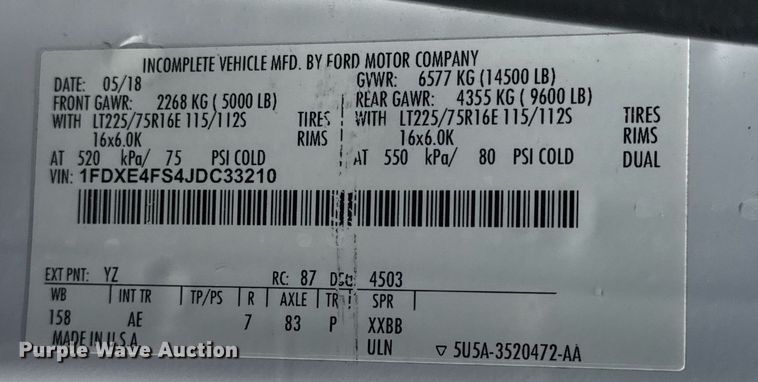 INCOMPLETE VEHICLE MFD. BY FORD MOTOR COMPANY
DATE: 05/18 GVWR: 6577 KG (14500 LB)
FRONT GAWR: 2268 KG ( 5000 LB) REAR GAWR: 4355 KG ( 9600 LB)
WITH LT225/75R16E 115/112S TIRES WITH LT225/75R16E 115/112S TIRES
16x6.0K RIMS 16x6.0K RIMS
AT 520 kPa/ 75 PSI COLD AT 550 kPa/ 80 PSI COLD DUAL
VIN: 1FDXE4FS4JDC33210
EXT PNT: YZ RC: 87 DSO: 4503
WB INT TR TP/PS R AXLE TR SPR
158 AE 7 83 P XXBB
MADE IN U.S.A. ULN ▽ 5U5A-3520472-AA
Purple Wave Auction